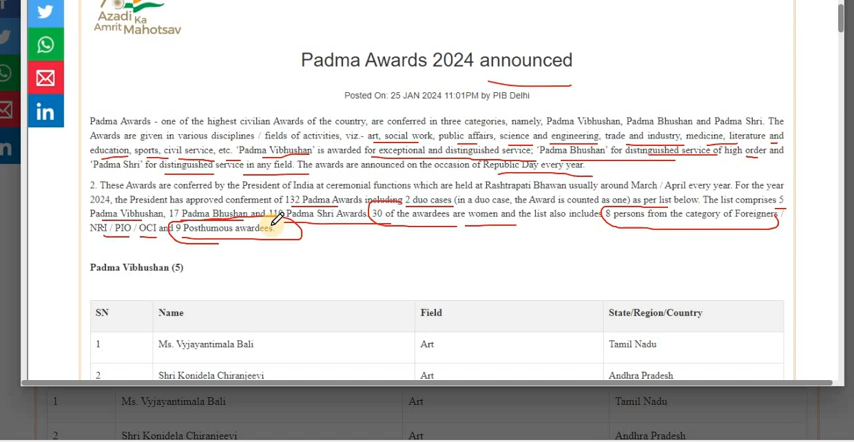 Azadi Ka
Amrit Mahotsav
Padma Awards 2024 announced
Posted On: 25 JAN 2024 11:01PM by PIB Delhi
Padma Awards - one of the highest civilian Awards of the country, are conferred in three categories, namely, Padma Vibhushan, Padma Bhushan and Padma Shri. The
Awards are given in various disciplines / fields of activities, viz.- art, social work, public affairs, science and engineering, trade and industry, medicine, literature and
education, sports, civil service, etc. 'Padma Vibhushan' is awarded for exceptional and distinguished service; 'Padma Bhushan' for distinguished service of high order and
'Padma Shri' for distinguished service in any field. The awards are announced on the occasion of Republic Day every year.
2. These Awards are conferred by the President of India at ceremonial functions which are held at Rashtrapati Bhawan usually around March / April every year. For the year
2024, the President has approved conferment of 132 Padma Awards including 2 duo cases (in a duo case, the Award is counted as one) as per list below. The list comprises 5
Padma Vibhushan, 17 Padma Bhushan and Padma Shri Awards. 30 of the awardees are women and the list also includes 8 persons from the category of Foreigners /
NRI / PIO / OCI and 9 Posthumous awardees.
Padma Vibhushan (5)
SN Name Field State/Region/Country
1 Ms. Vyjayantimala Bali Art Tamil Nadu
2 Shri Konidela Chiranjeevi Art Andhra Pradesh
1 Ms. Vyjayantimala Bali Art Tamil Nadu
2 Shri Konidela Chiranjeevi Art Andhra Pradesh